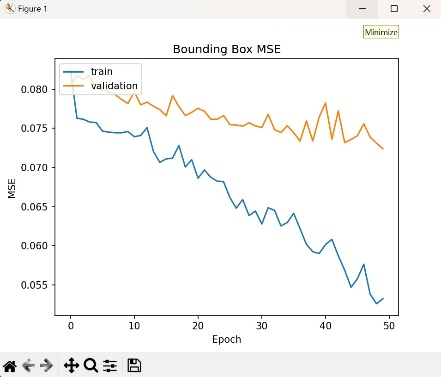 Figure 1
Minimize
Bounding Box MSE
train
validation
0.080
0.075
0.070
0.065
0.060
0.055
MSE
0 10 20 30 40 50
Epoch